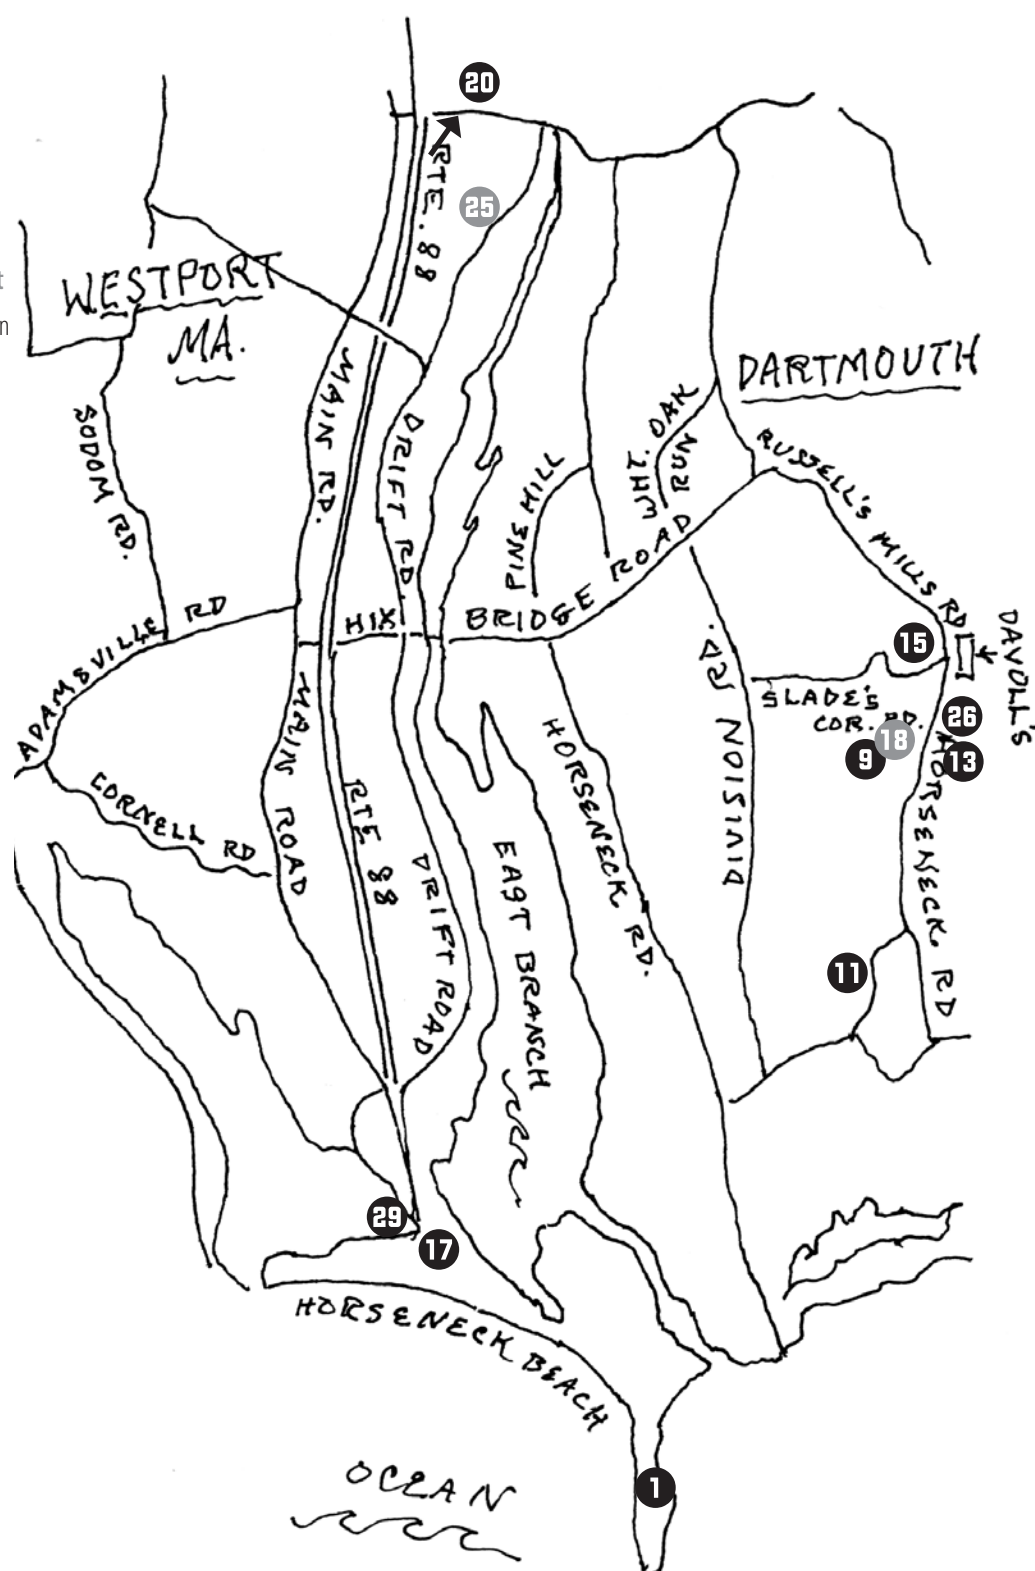 20
RTE. 88
25
t
n
WESTPORT
MA.
MAIN RD.
DARTMOUTH
SODOM RD.
DRIFT RD.
PINE HILL
WHT. OAK
RUN
RUSSELL'S MILLS RD
ADAMSVILLE RD
HIX BRIDGE ROAD
15
DAVOLL'S
SLADE'S
COR. RD.
26
18
9
13
MAIN ROAD
CORNELL RD
RTE 88
DRIFT ROAD
EAST BRANCH
HORSENECK RD.
DIVISION RD.
HORSENECK RD
11
29
17
HORSENECK BEACH
1
OCEAN